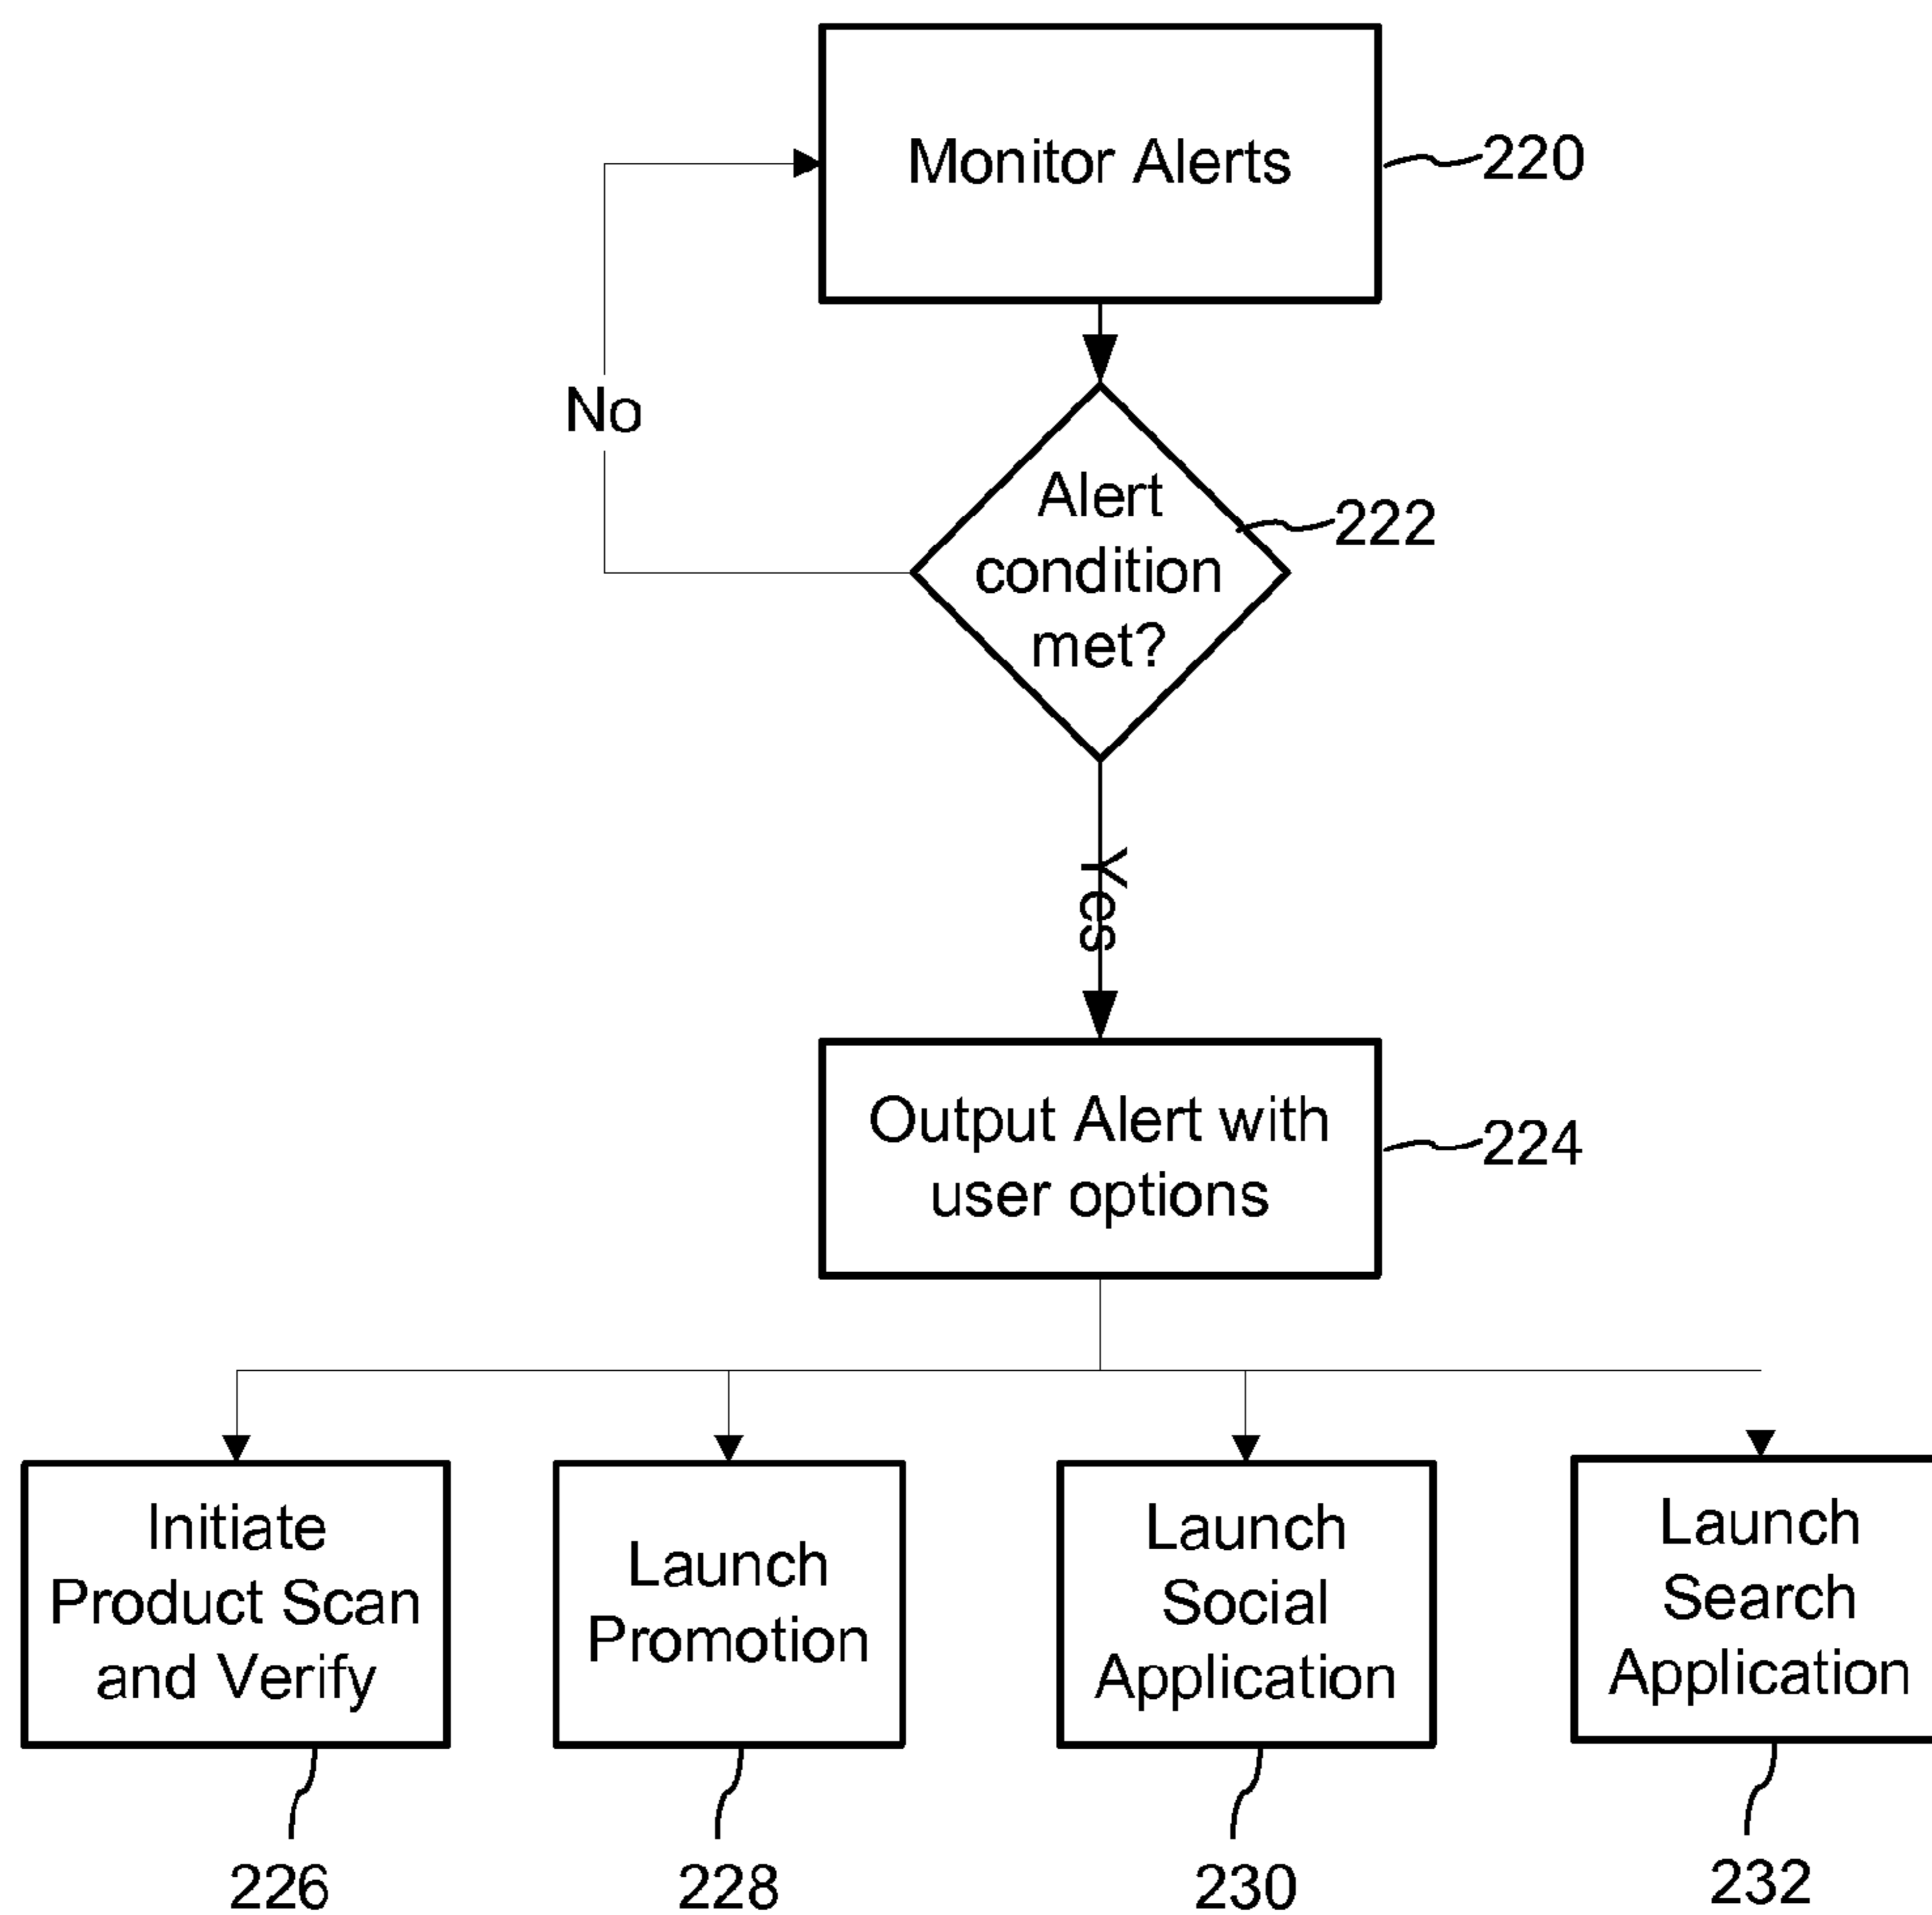 Monitor Alerts
220
No
Alert
condition
met?
222
Yes
Output Alert with
user options
224
Initiate
Product Scan
and Verify
Launch
Promotion
Launch
Social
Application
Launch
Search
Application
226
228
230
232